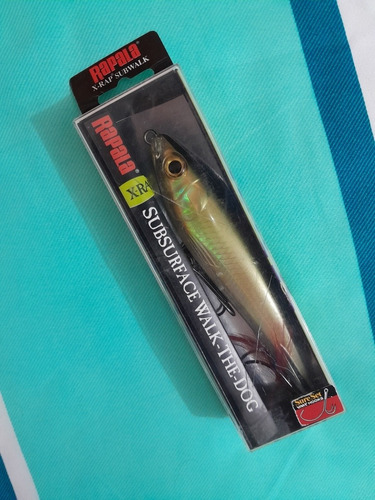 Rapala
X-RAP SUBWALK
Rapala
X-RA
SUBSURFACE WALK-THE-DOG
SureSet